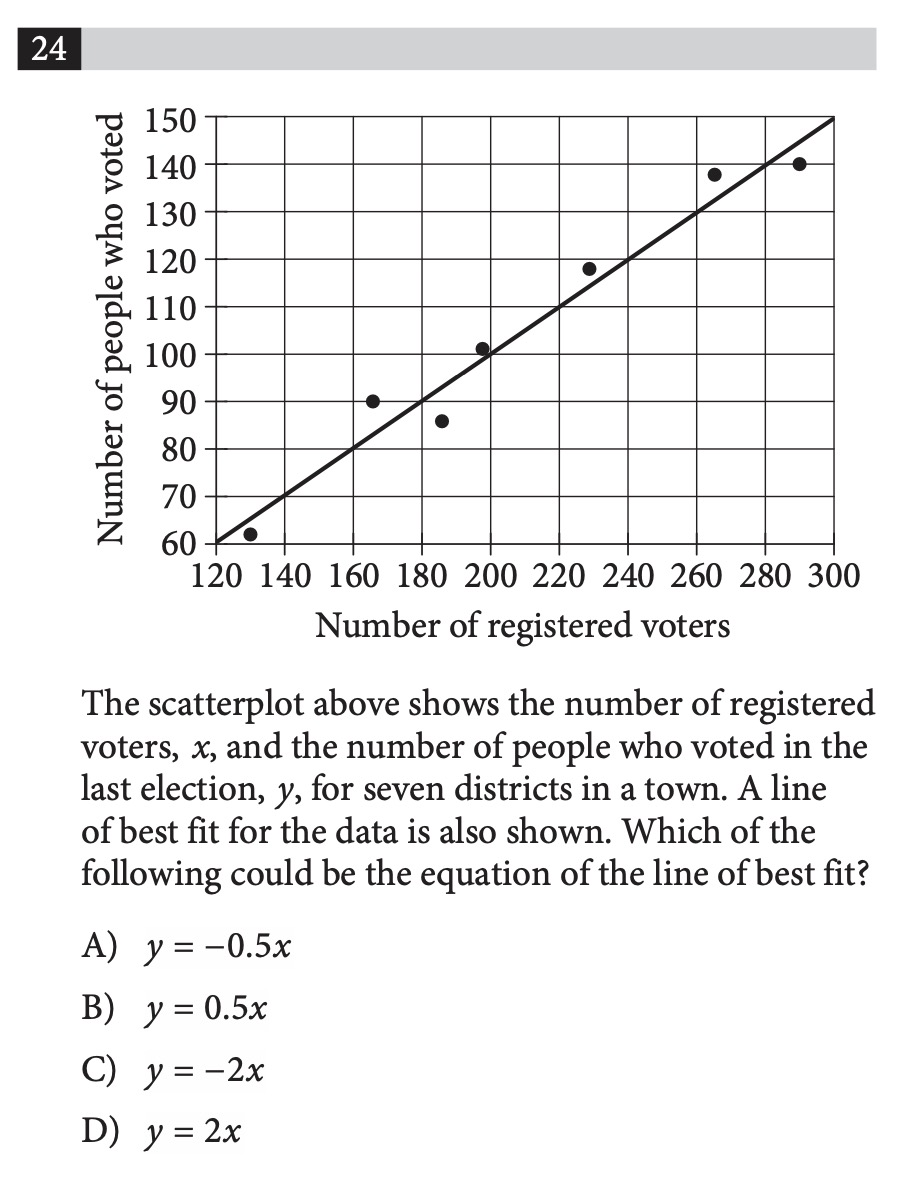 24
Number of people who voted
150
140
130
120
110
100
90
80
70
60
120 140 160 180 200 220 240 260 280 300
Number of registered voters
The scatterplot above shows the number of registered
voters, x, and the number of people who voted in the
last election, y, for seven districts in a town. A line
of best fit for the data is also shown. Which of the
following could be the equation of the line of best fit?
A) y = −0.5x
B) y = 0.5x
C) y = −2x
D) y = 2x